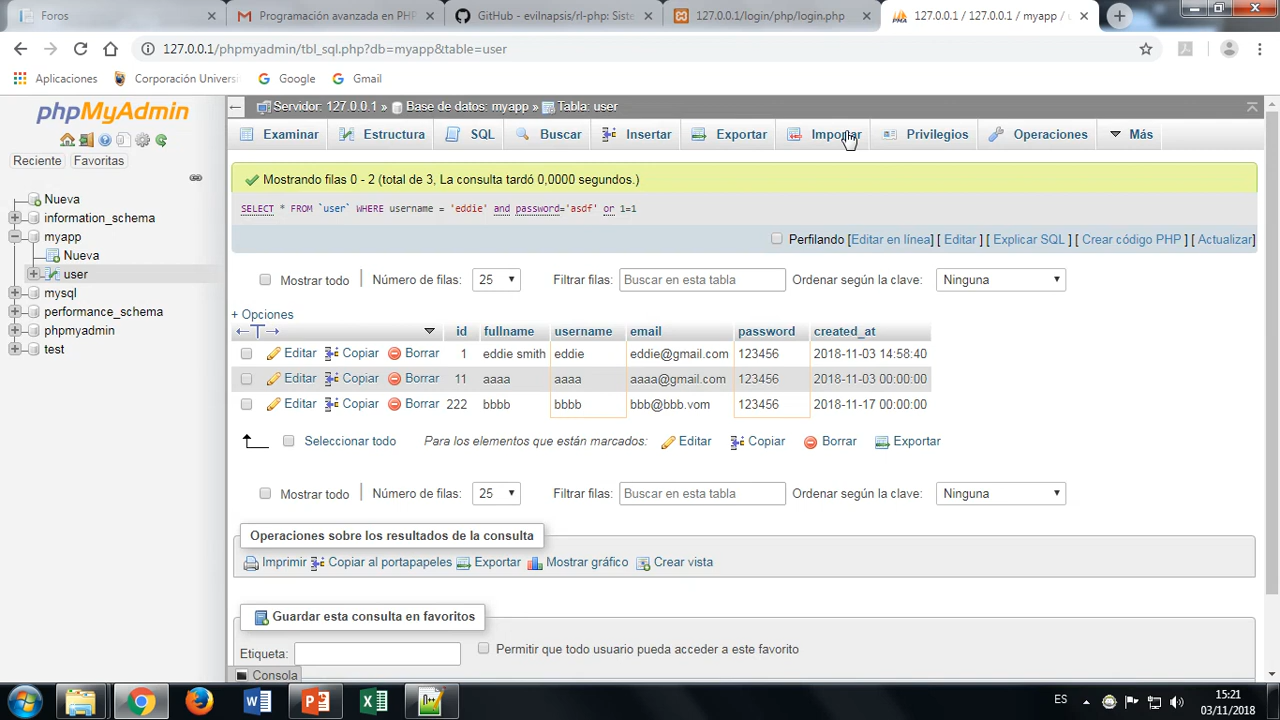 Foros
Programación avanzada en PHP
GitHub - evilnapsis/rl-php: Siste
127.0.0.1/login/php/login.php
127.0.0.1 / 127.0.0.1 / myapp / u
127.0.0.1/phpmyadmin/tbl_sql.php?db=myapp&table=user
Aplicaciones
Corporación Univers
Google
Gmail
phpMyAdmin
Reciente
Favoritas
Nueva
information_schema
myapp
Nueva
user
mysql
performance_schema
phpmyadmin
test
Servidor: 127.0.0.1 » Base de datos: myapp » Tabla: user
Examinar Estructura SQL Buscar Insertar Exportar Importar Privilegios Operaciones Más
Mostrando filas 0 - 2 (total de 3, La consulta tardó 0,0000 segundos.)
SELECT * FROM `user` WHERE username = 'eddie' and password='asdf' or 1=1
Perfilando [Editar en línea] [ Editar ] [ Explicar SQL ] [ Crear código PHP ] [ Actualizar]
Mostrar todo Número de filas: 25 Filtrar filas: Buscar en esta tabla Ordenar según la clave: Ninguna
+ Opciones
←T→ id fullname username email password created_at
Editar Copiar Borrar 1 eddie smith eddie eddie@gmail.com 123456 2018-11-03 14:58:40
Editar Copiar Borrar 11 aaaa aaaa aaaa@gmail.com 123456 2018-11-03 00:00:00
Editar Copiar Borrar 222 bbbb bbbb bbb@bbb.vom 123456 2018-11-17 00:00:00
Seleccionar todo Para los elementos que están marcados: Editar Copiar Borrar Exportar
Mostrar todo Número de filas: 25 Filtrar filas: Buscar en esta tabla Ordenar según la clave: Ninguna
Operaciones sobre los resultados de la consulta
Imprimir Copiar al portapapeles Exportar Mostrar gráfico Crear vista
Guardar esta consulta en favoritos
Etiqueta: Permitir que todo usuario pueda acceder a este favorito
Consola
ES
15:21
03/11/2018